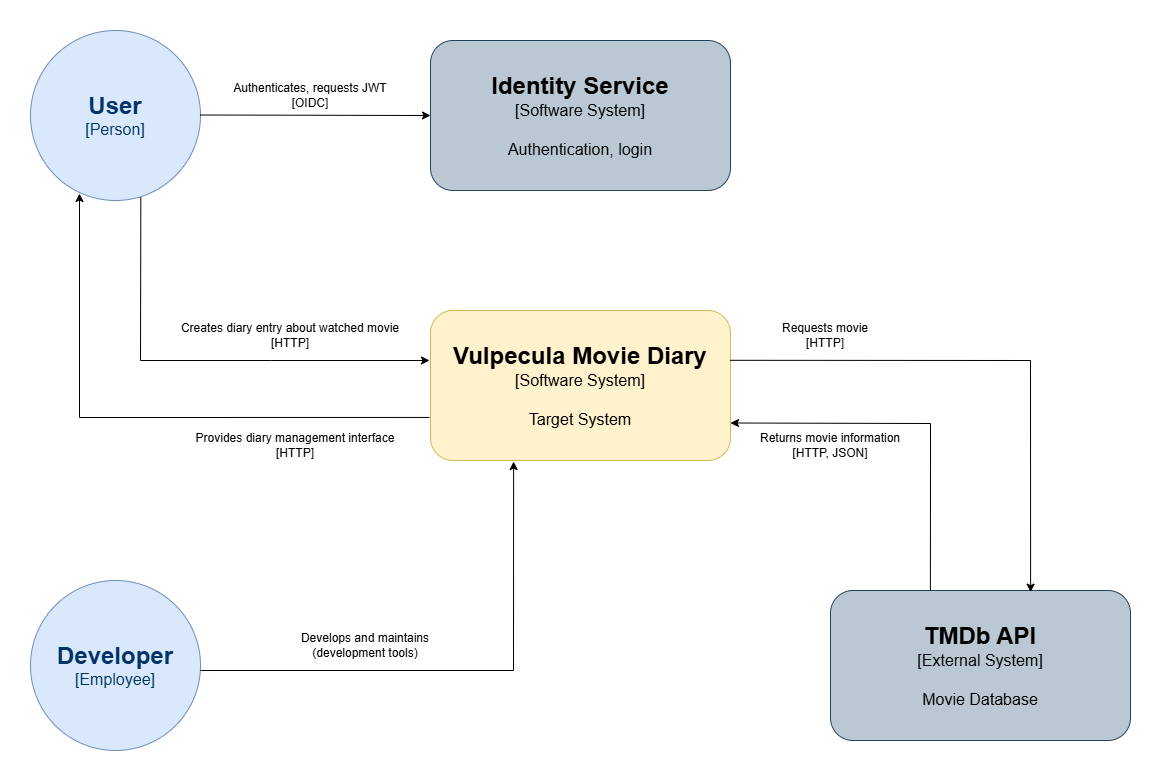 User
[Person]
Authenticates, requests JWT
[OIDC]
Identity Service
[Software System]
Authentication, login
Creates diary entry about watched movie
[HTTP]
Vulpecula Movie Diary
[Software System]
Target System
Requests movie
[HTTP]
Provides diary management interface
[HTTP]
Returns movie information
[HTTP, JSON]
Developer
[Employee]
Develops and maintains
(development tools)
TMDb API
[External System]
Movie Database